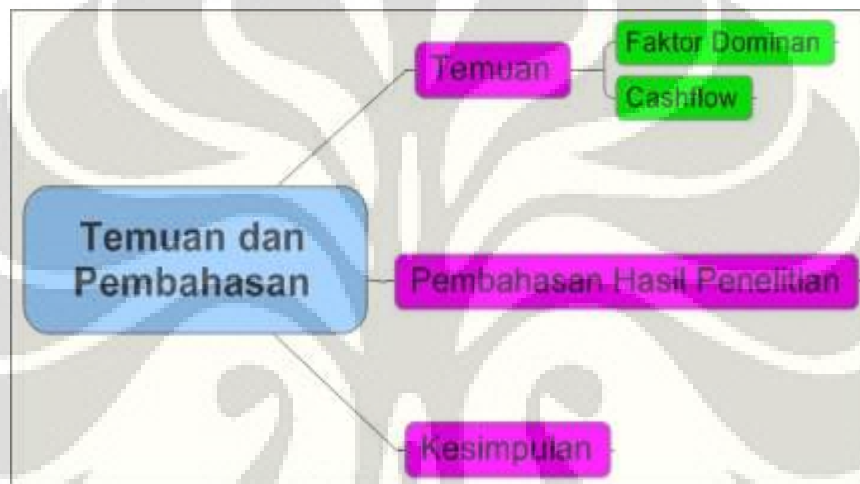 Temuan dan
Pembahasan
Temuan
Faktor Dominan
Cashflow
Pembahasan Hasil Penelitian
Kesimpulan